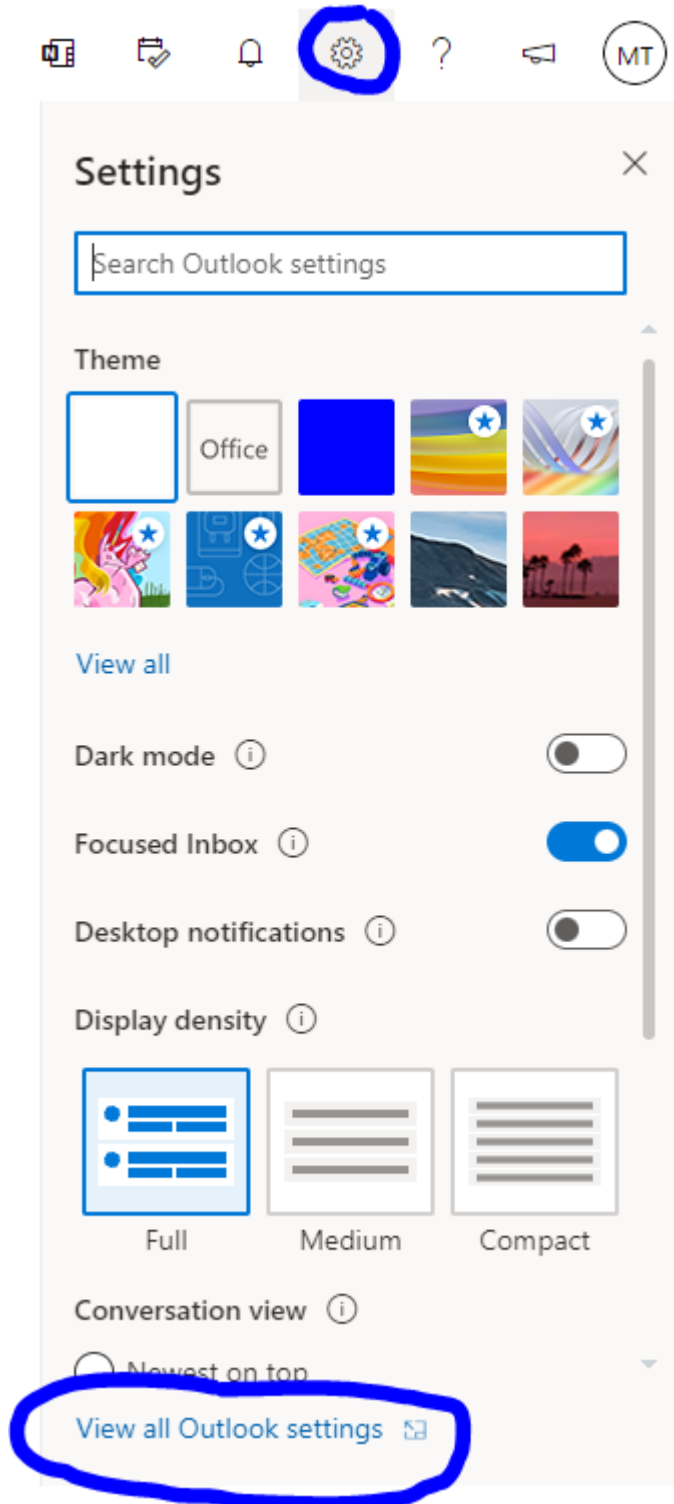 N
MT
Settings
Search Outlook settings
Theme
Office
View all
Dark mode
Focused Inbox
Desktop notifications
Display density
Full Medium Compact
Conversation view
Newest on top
View all Outlook settings